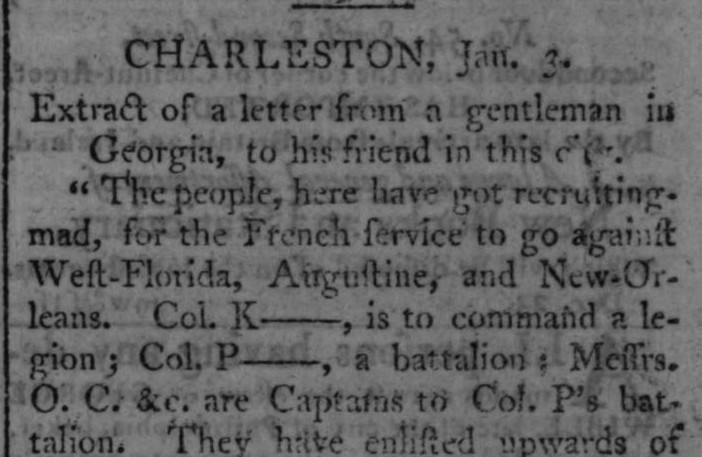 CHARLESTON, Jan. 3.
Extract of a letter from a gentleman in
Georgia, to his friend in this city.
" The people, here have got recruiting-
mad, for the French ſervice to go againſt
Weſt-Florida, Auguſtine, and New-Or-
leans. Col. K——, is to command a le-
gion; Col. P——, a battalion; Meſſrs.
O. C. &c. are Captains to Col. P's bat-
talion. They have enliſted upwards of